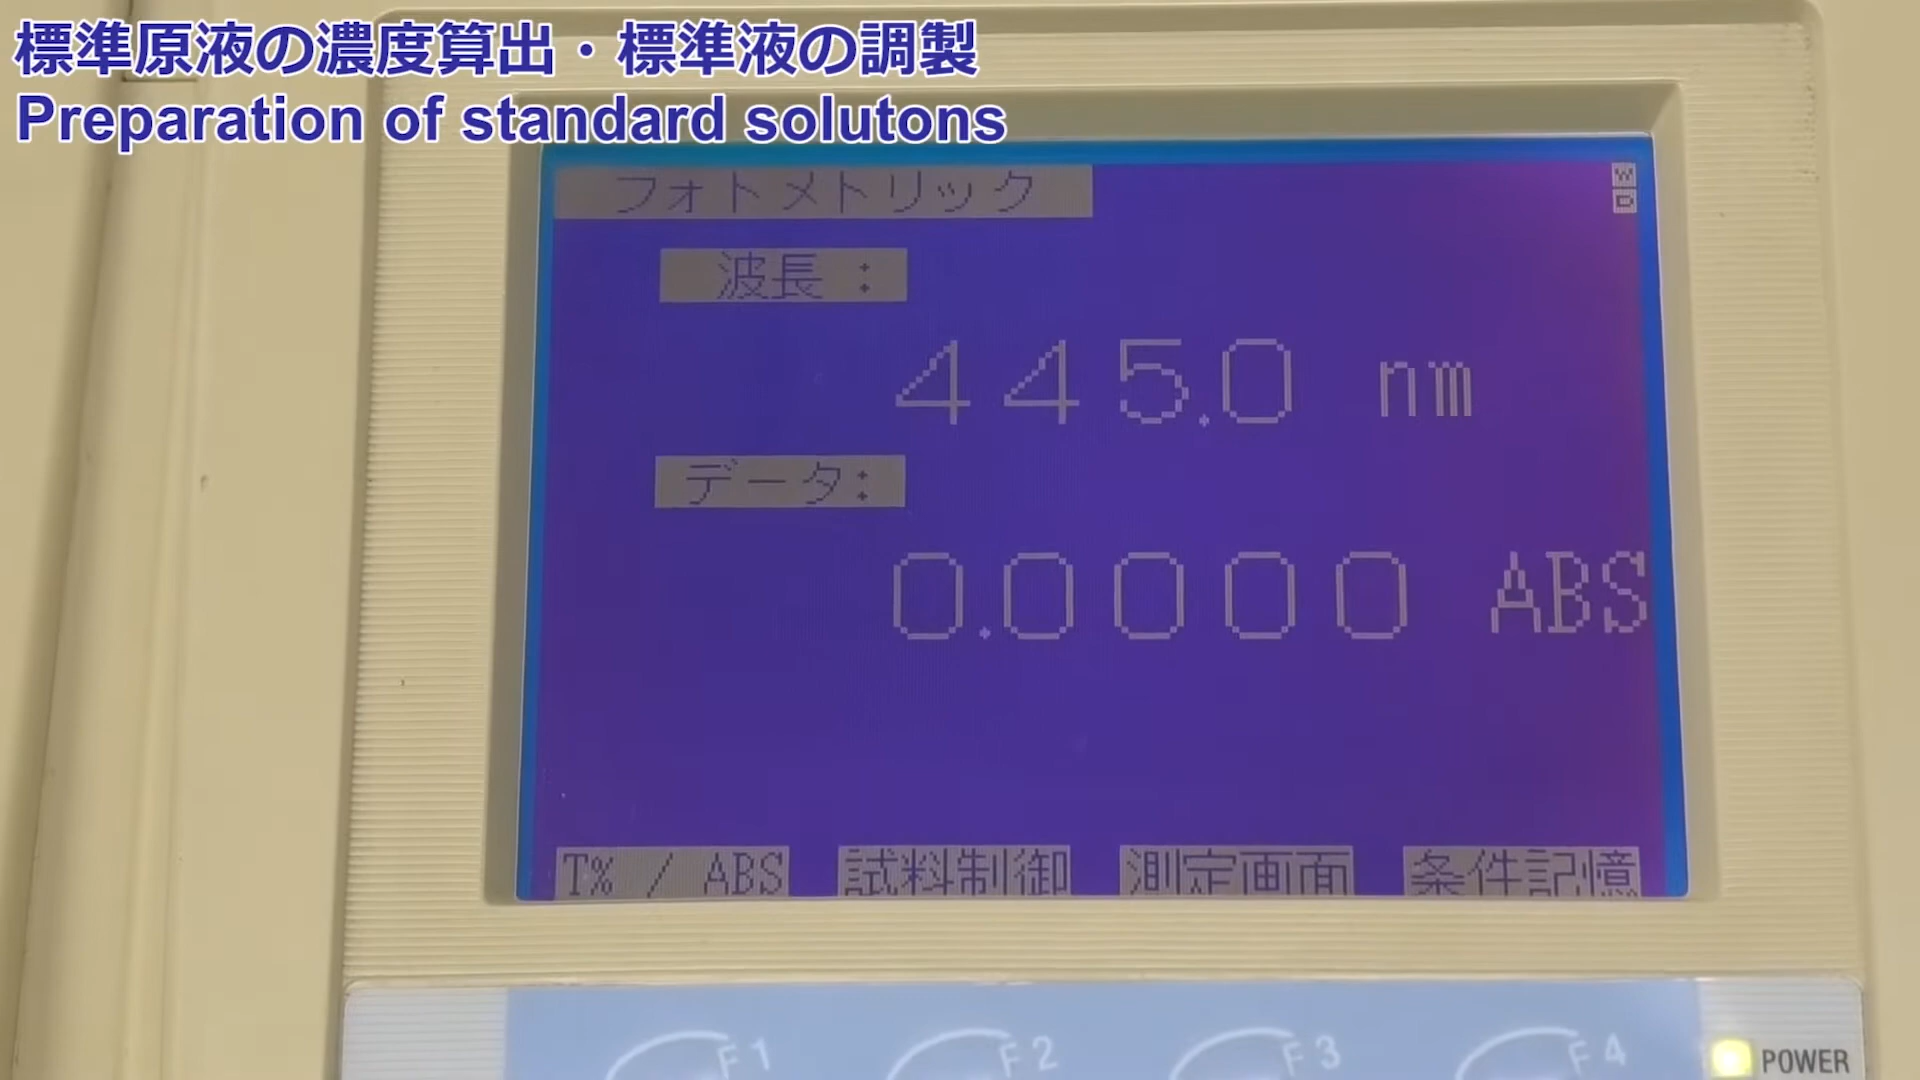 標準原液の濃度算出・標準液の調製
Preparation of standard solutons
フォトメトリック
W
D
波長：
445.0 nm
データ：
0.0000 ABS
T% / ABS 試料制御 測定画面 条件記憶
F1 F2 F3 F4 POWER